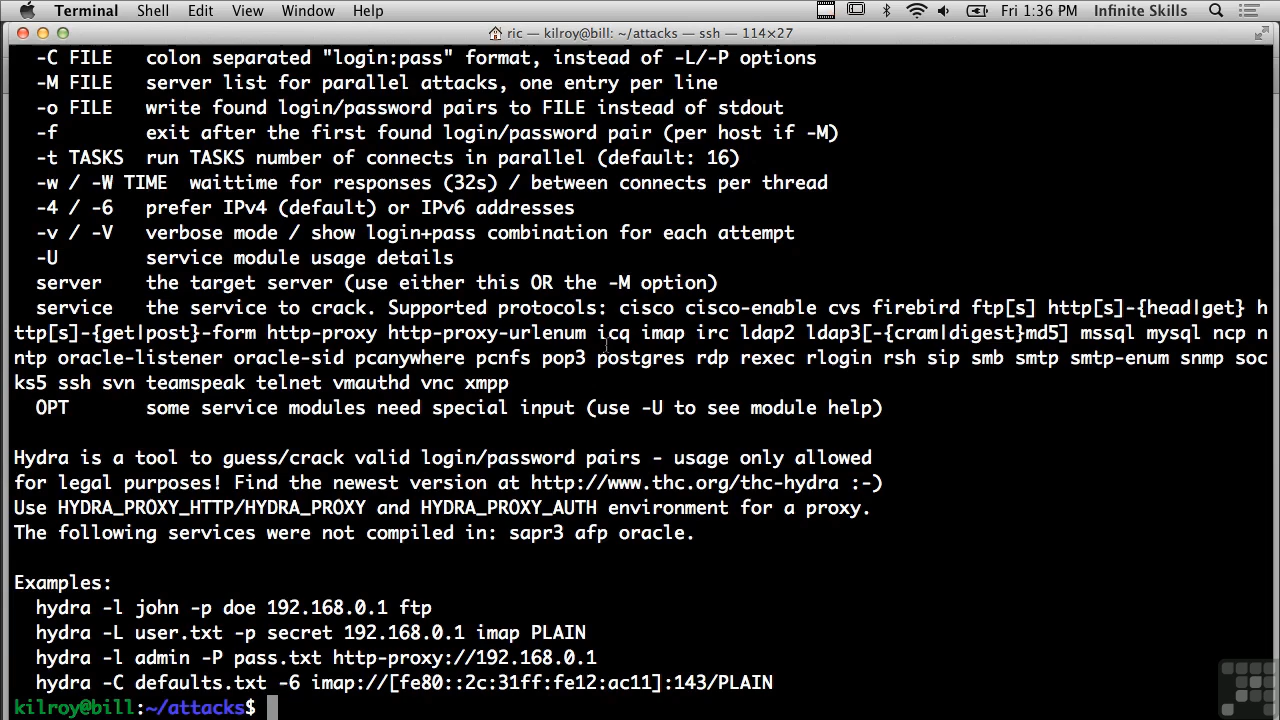 Terminal Shell Edit View Window Help Fri 1:36 PM Infinite Skills
ric — kilroy@bill: ~/attacks — ssh — 114×27
-C FILE colon separated "login:pass" format, instead of -L/-P options
-M FILE server list for parallel attacks, one entry per line
-o FILE write found login/password pairs to FILE instead of stdout
-f exit after the first found login/password pair (per host if -M)
-t TASKS run TASKS number of connects in parallel (default: 16)
-w / -W TIME waittime for responses (32s) / between connects per thread
-4 / -6 prefer IPv4 (default) or IPv6 addresses
-v / -V verbose mode / show login+pass combination for each attempt
-U service module usage details
server the target server (use either this OR the -M option)
service the service to crack. Supported protocols: cisco cisco-enable cvs firebird ftp[s] http[s]-{head|get} h
ttp[s]-{get|post}-form http-proxy http-proxy-urlenum icq imap irc ldap2 ldap3[-{cram|digest}md5] mssql mysql ncp n
ntp oracle-listener oracle-sid pcanywhere pcnfs pop3 postgres rdp rexec rlogin rsh sip smb smtp smtp-enum snmp soc
ks5 ssh svn teamspeak telnet vmauthd vnc xmpp
OPT some service modules need special input (use -U to see module help)
Hydra is a tool to guess/crack valid login/password pairs - usage only allowed
for legal purposes! Find the newest version at http://www.thc.org/thc-hydra :-)
Use HYDRA_PROXY_HTTP/HYDRA_PROXY and HYDRA_PROXY_AUTH environment for a proxy.
The following services were not compiled in: sapr3 afp oracle.
Examples:
hydra -l john -p doe 192.168.0.1 ftp
hydra -L user.txt -p secret 192.168.0.1 imap PLAIN
hydra -l admin -P pass.txt http-proxy://192.168.0.1
hydra -C defaults.txt -6 imap://[fe80::2c:31ff:fe12:ac11]:143/PLAIN
kilroy@bill:~/attacks$